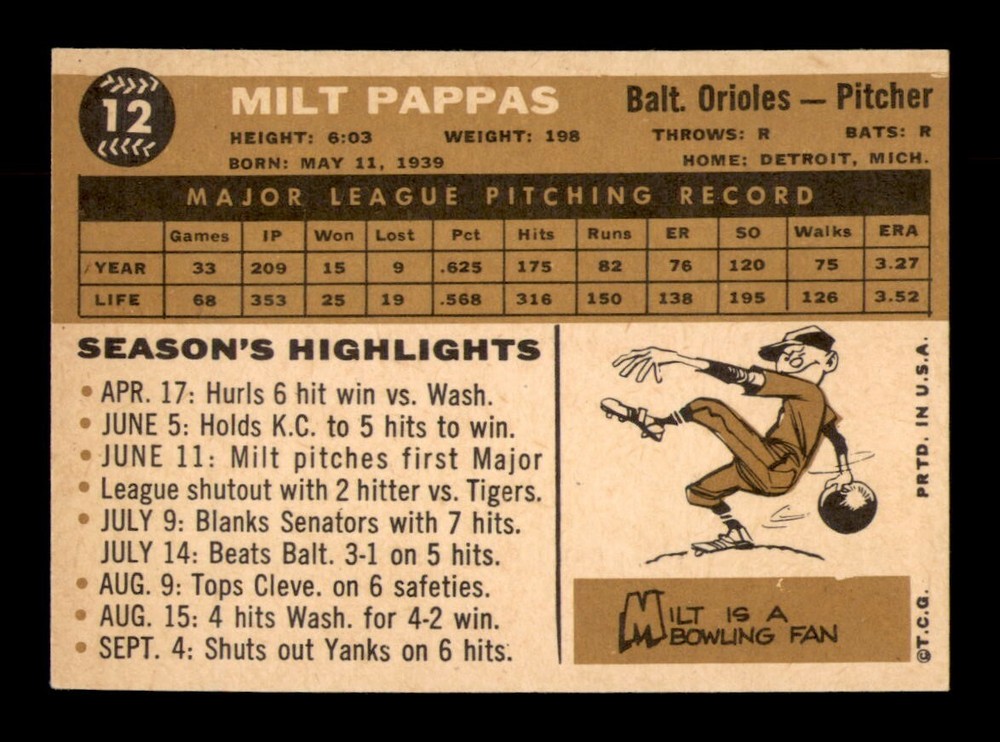 12
MILT PAPPAS
Balt. Orioles — Pitcher
HEIGHT: 6:03 WEIGHT: 198 THROWS: R BATS: R
BORN: MAY 11, 1939 HOME: DETROIT, MICH.
MAJOR LEAGUE PITCHING RECORD
Games IP Won Lost Pct Hits Runs ER SO Walks ERA
YEAR 33 209 15 9 .625 175 82 76 120 75 3.27
LIFE 68 353 25 19 .568 316 150 138 195 126 3.52
SEASON'S HIGHLIGHTS
• APR. 17: Hurls 6 hit win vs. Wash.
• JUNE 5: Holds K.C. to 5 hits to win.
• JUNE 11: Milt pitches first Major
• League shutout with 2 hitter vs. Tigers.
• JULY 9: Blanks Senators with 7 hits.
JULY 14: Beats Balt. 3-1 on 5 hits.
• AUG. 9: Tops Cleve. on 6 safeties.
• AUG. 15: 4 hits Wash. for 4-2 win.
• SEPT. 4: Shuts out Yanks on 6 hits.
MILT IS A
BOWLING FAN
©T.C.G. PRTD. IN U.S.A.